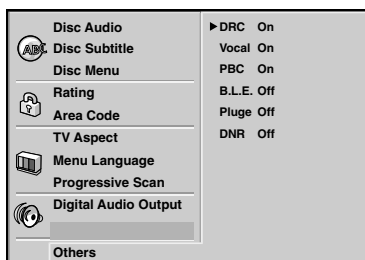 Disc Audio
Disc Subtitle
Disc Menu
Rating
Area Code
TV Aspect
Menu Language
Progressive Scan
Digital Audio Output
Others
DRC On
Vocal On
PBC On
B.L.E. Off
Pluge Off
DNR Off
ABC